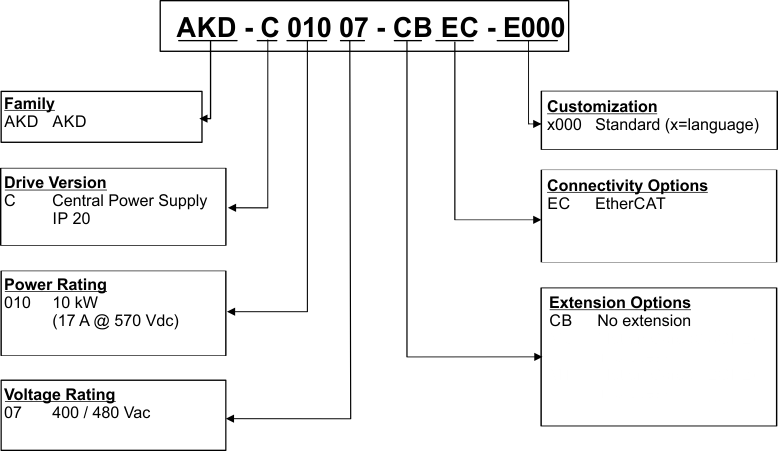 AKD - C 010 07 - CB EC - E000
Family
AKD AKD
Drive Version
C Central Power Supply
IP 20
Power Rating
010 10 kW
(17 A @ 570 Vdc)
Voltage Rating
07 400 / 480 Vac
Customization
x000 Standard (x=language)
Connectivity Options
EC EtherCAT
Extension Options
CB No extension